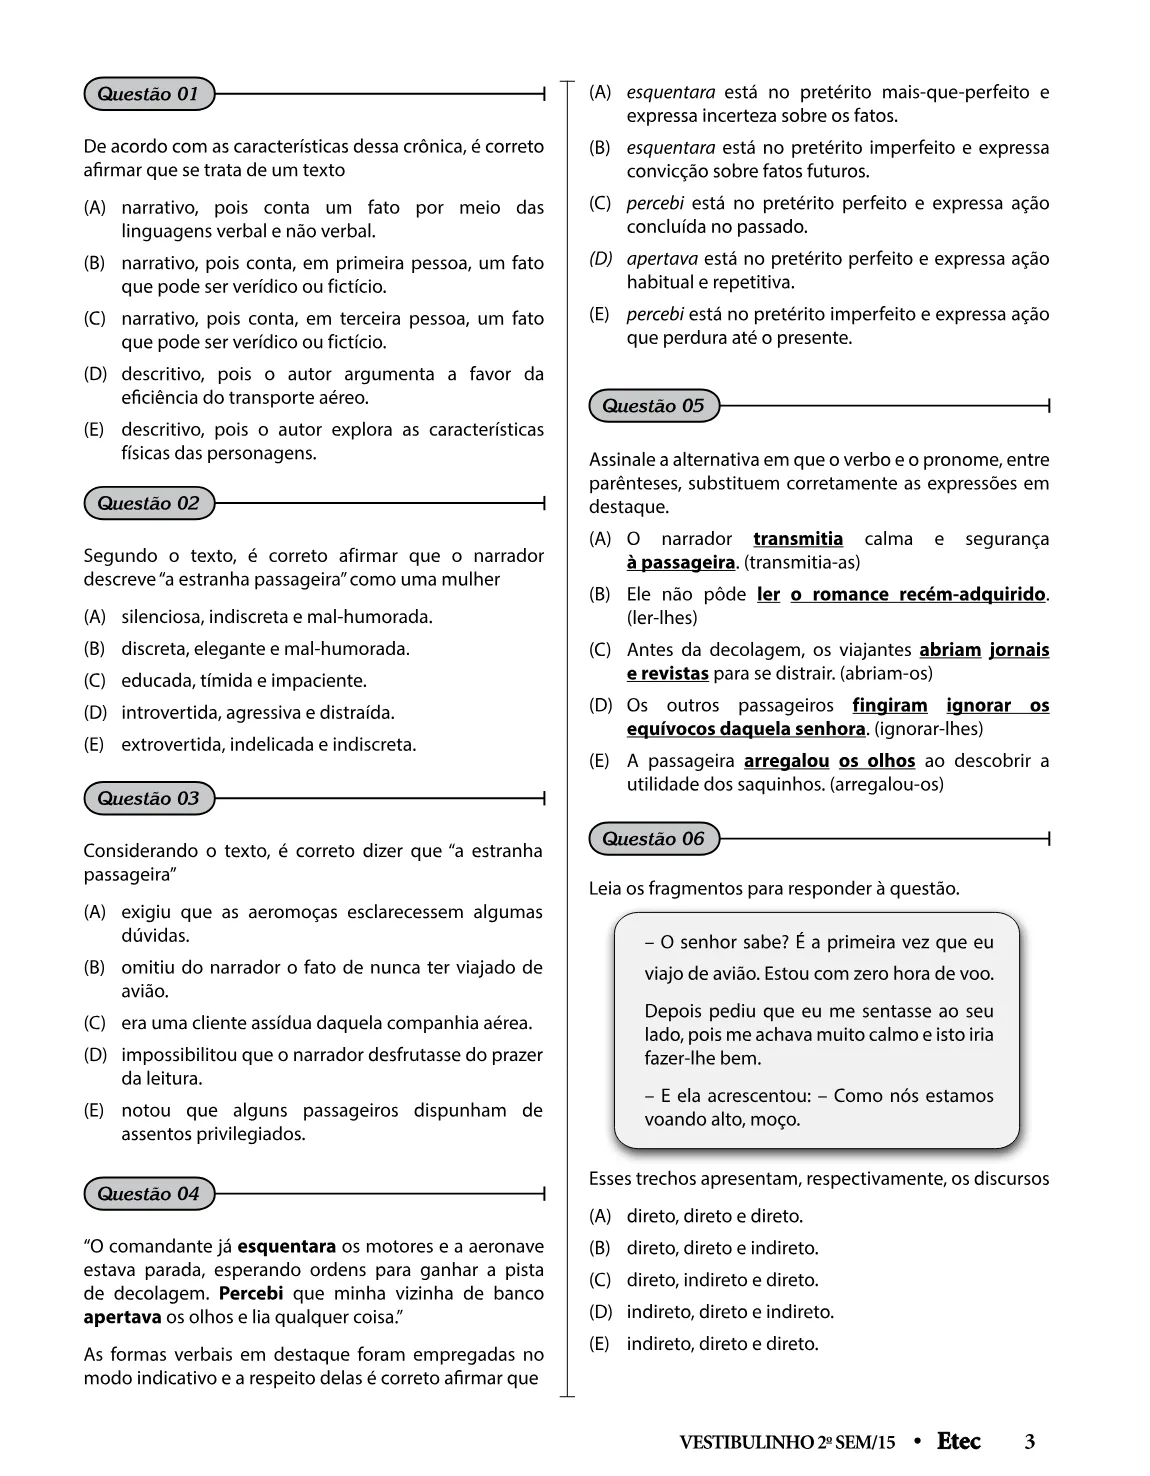 Questão 01
De acordo com as características dessa crônica, é correto
afirmar que se trata de um texto
(A) narrativo, pois conta um fato por meio das
linguagens verbal e não verbal.
(B) narrativo, pois conta, em primeira pessoa, um fato
que pode ser verídico ou fictício.
(C) narrativo, pois conta, em terceira pessoa, um fato
que pode ser verídico ou fictício.
(D) descritivo, pois o autor argumenta a favor da
eficiência do transporte aéreo.
(E) descritivo, pois o autor explora as características
físicas das personagens.
Questão 02
Segundo o texto, é correto afirmar que o narrador
descreve “a estranha passageira” como uma mulher
(A) silenciosa, indiscreta e mal-humorada.
(B) discreta, elegante e mal-humorada.
(C) educada, tímida e impaciente.
(D) introvertida, agressiva e distraída.
(E) extrovertida, indelicada e indiscreta.
Questão 03
Considerando o texto, é correto dizer que “a estranha
passageira”
(A) exigiu que as aeromoças esclarecessem algumas
dúvidas.
(B) omitiu do narrador o fato de nunca ter viajado de
avião.
(C) era uma cliente assídua daquela companhia aérea.
(D) impossibilitou que o narrador desfrutasse do prazer
da leitura.
(E) notou que alguns passageiros dispunham de
assentos privilegiados.
Questão 04
“O comandante já esquentara os motores e a aeronave
estava parada, esperando ordens para ganhar a pista
de decolagem. Percebi que minha vizinha de banco
apertava os olhos e lia qualquer coisa.”
As formas verbais em destaque foram empregadas no
modo indicativo e a respeito delas é correto afirmar que
(A) esquentara está no pretérito mais-que-perfeito e
expressa incerteza sobre os fatos.
(B) esquentara está no pretérito imperfeito e expressa
convicção sobre fatos futuros.
(C) percebi está no pretérito perfeito e expressa ação
concluída no passado.
(D) apertava está no pretérito perfeito e expressa ação
habitual e repetitiva.
(E) percebi está no pretérito imperfeito e expressa ação
que perdura até o presente.
Questão 05
Assinale a alternativa em que o verbo e o pronome, entre
parênteses, substituem corretamente as expressões em
destaque.
(A) O narrador transmitia calma e segurança
à passageira. (transmitia-as)
(B) Ele não pôde ler o romance recém-adquirido.
(ler-lhes)
(C) Antes da decolagem, os viajantes abriam jornais
e revistas para se distrair. (abriam-os)
(D) Os outros passageiros fingiram ignorar os
equívocos daquela senhora. (ignorar-lhes)
(E) A passageira arregalou os olhos ao descobrir a
utilidade dos saquinhos. (arregalou-os)
Questão 06
Leia os fragmentos para responder à questão.
– O senhor sabe? É a primeira vez que eu
viajo de avião. Estou com zero hora de voo.
Depois pediu que eu me sentasse ao seu
lado, pois me achava muito calmo e isto iria
fazer-lhe bem.
– E ela acrescentou: – Como nós estamos
voando alto, moço.
Esses trechos apresentam, respectivamente, os discursos
(A) direto, direto e direto.
(B) direto, direto e indireto.
(C) direto, indireto e direto.
(D) indireto, direto e indireto.
(E) indireto, direto e direto.
VESTIBULINHO 2º SEM/15 • Etec 3